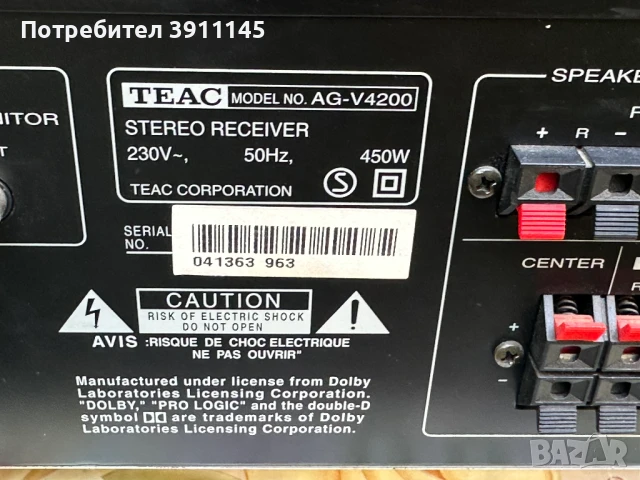 Потребител 3911145
TEAC MODEL NO. AG-V4200
STEREO RECEIVER
230V~, 50Hz, 450W
TEAC CORPORATION S
SERIAL NO.
041363 963
CAUTION
RISK OF ELECTRIC SHOCK
DO NOT OPEN
AVIS :RISQUE DE CHOC ELECTRIQUE
NE PAS OUVRIR"
Manufactured under license from Dolby
Laboratories Licensing Corporation.
"DOLBY," "PRO LOGIC" and the double-D
symbol are trademarks of Dolby
Laboratories Licensing Corporation.
+ R −
CENTER
+
−
bazar